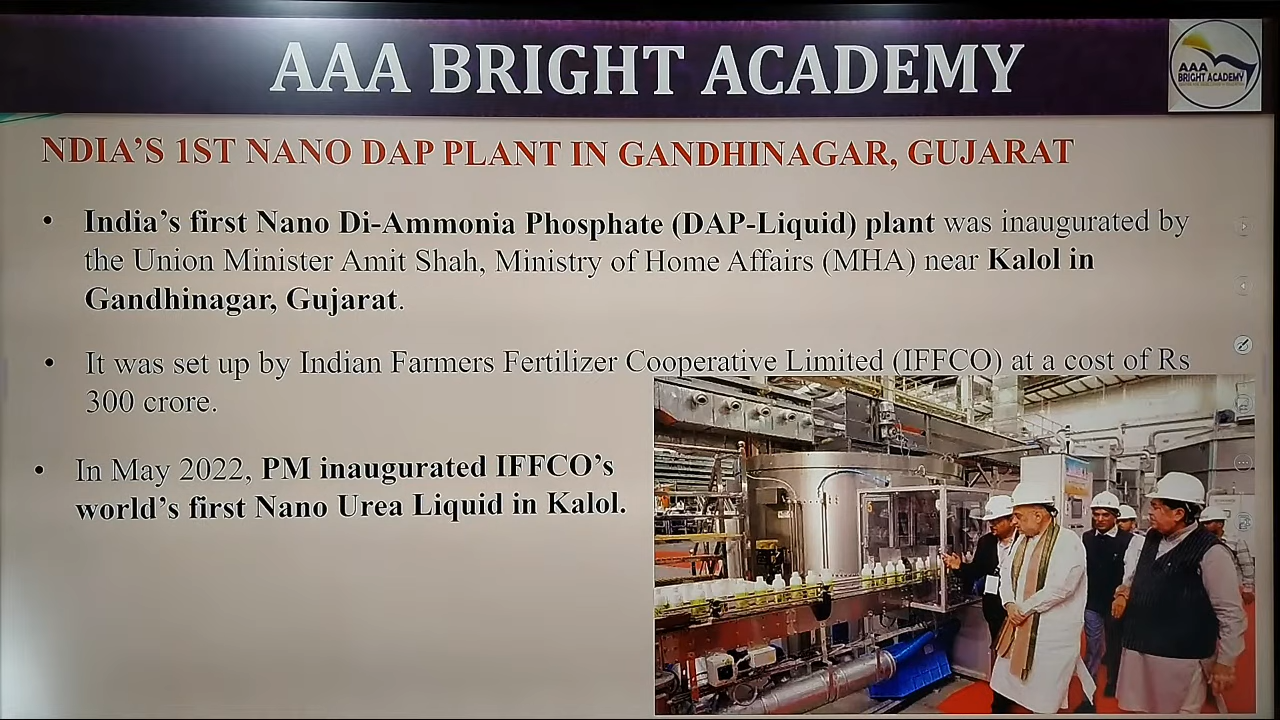 AAA BRIGHT ACADEMY
AAA
BRIGHT ACADEMY
NDIA'S 1ST NANO DAP PLANT IN GANDHINAGAR, GUJARAT
• India's first Nano Di-Ammonia Phosphate (DAP-Liquid) plant was inaugurated by
the Union Minister Amit Shah, Ministry of Home Affairs (MHA) near Kalol in
Gandhinagar, Gujarat.
• It was set up by Indian Farmers Fertilizer Cooperative Limited (IFFCO) at a cost of Rs
300 crore.
• In May 2022, PM inaugurated IFFCO's
world's first Nano Urea Liquid in Kalol.